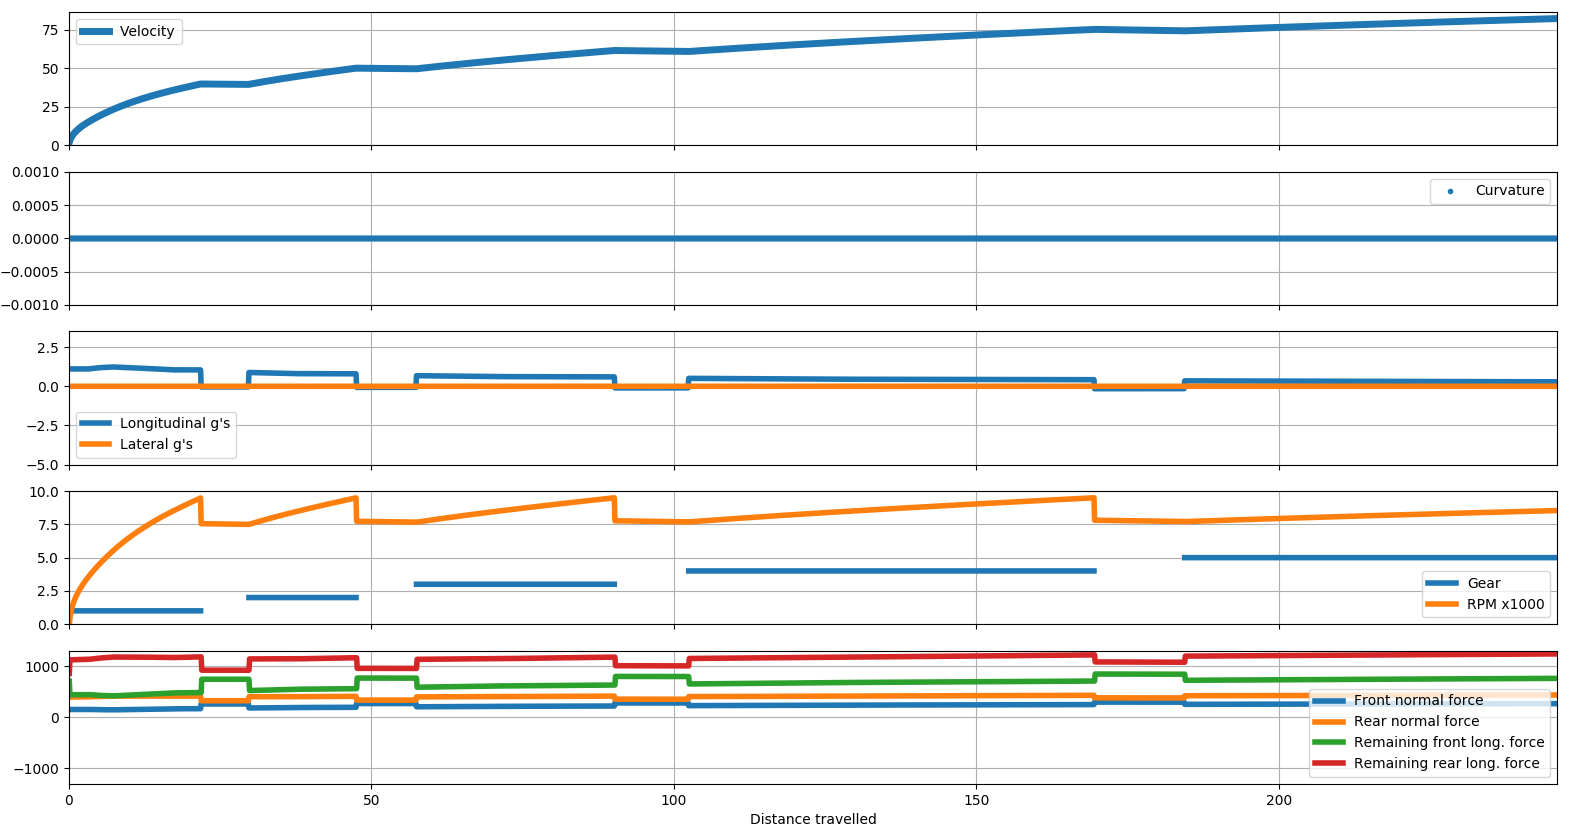 75
50
25
0
Velocity
0.0010
0.0005
0.0000
−0.0005
−0.0010
Curvature
2.5
0.0
−2.5
−5.0
Longitudinal g's
Lateral g's
10.0
7.5
5.0
2.5
0.0
Gear
RPM x1000
1000
0
−1000
Front normal force
Rear normal force
Remaining front long. force
Remaining rear long. force
0
50
100
150
200
Distance travelled